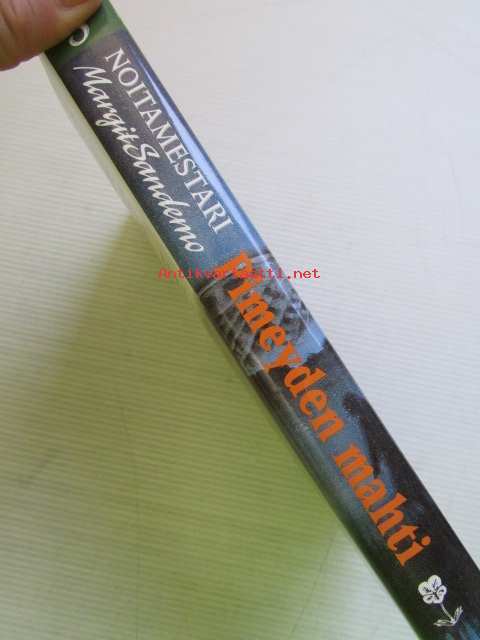 NOITAMESTARI
Margit Sandemo
Pimeyden mahti
Antikvariaatti.net